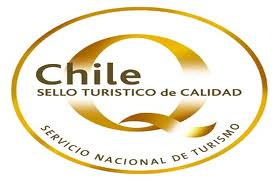 Chile
SELLO TURISTICO de CALIDAD
Q
SERVICIO NACIONAL DE TURISMO